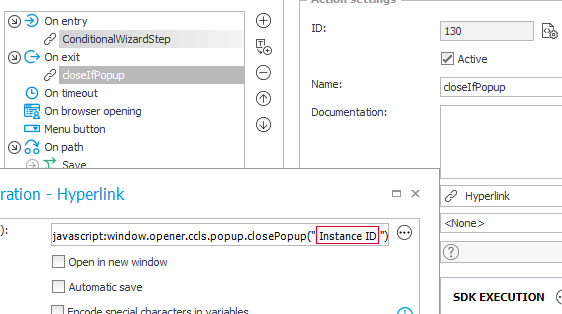 On entry
ConditionalWizardStep
On exit
closeIfPopup
On timeout
On browser opening
Menu button
On path
Save
Action settings
ID:
130
Active
Name:
closeIfPopup
Documentation:
Hyperlink
<None>
SDK EXECUTION
ration - Hyperlink
):
javascript:window.opener.ccls.popup.closePopup("Instance ID")
Open in new window
Automatic save
Encode special characters in variables